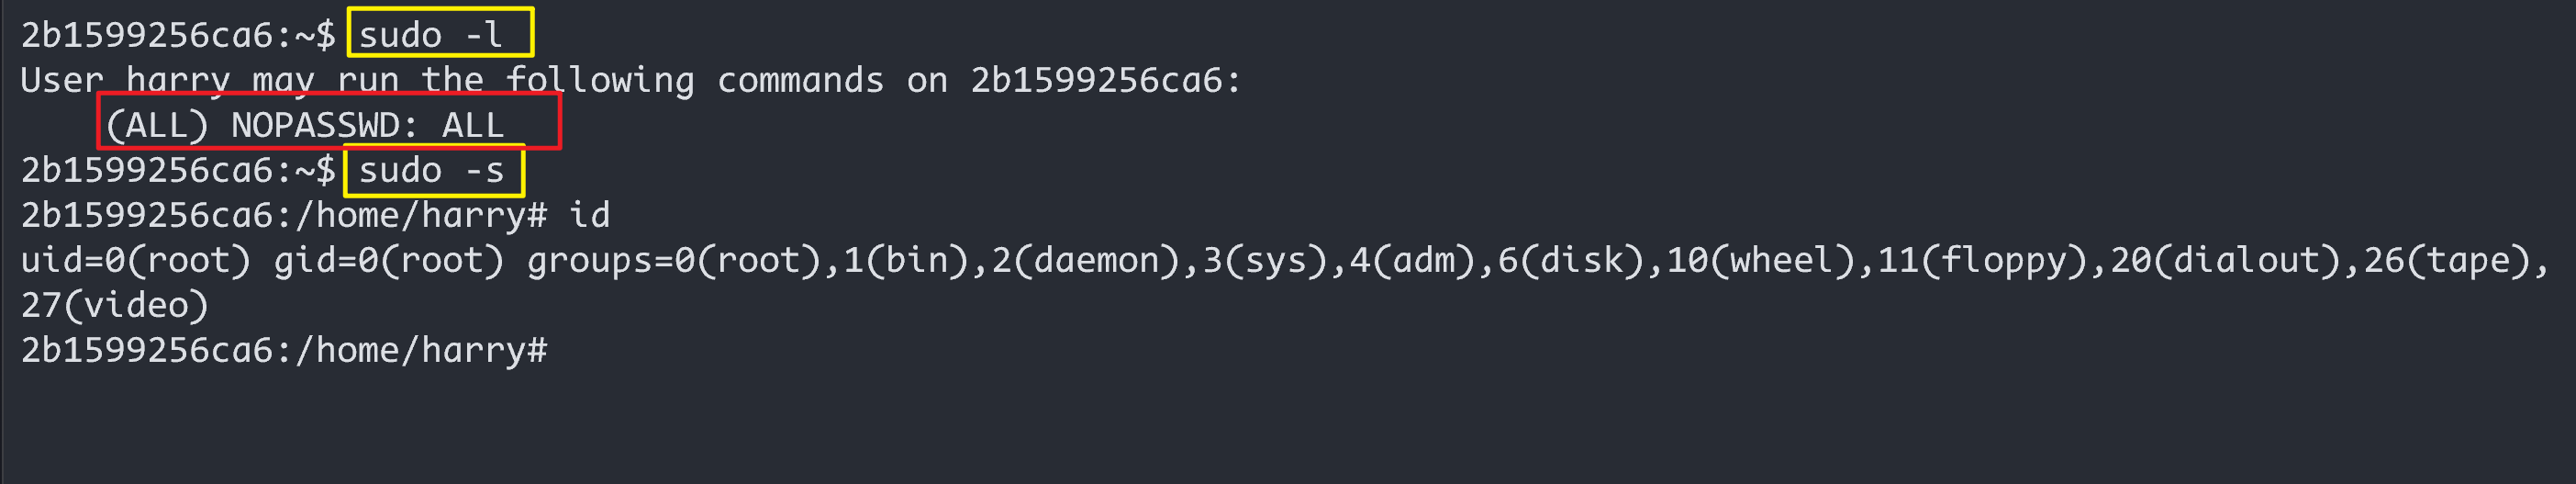 2b1599256ca6:~$ sudo -l
User harry may run the following commands on 2b1599256ca6:
    (ALL) NOPASSWD: ALL
2b1599256ca6:~$ sudo -s
2b1599256ca6:/home/harry# id
uid=0(root) gid=0(root) groups=0(root),1(bin),2(daemon),3(sys),4(adm),6(disk),10(wheel),11(floppy),20(dialout),26(tape),
27(video)
2b1599256ca6:/home/harry#